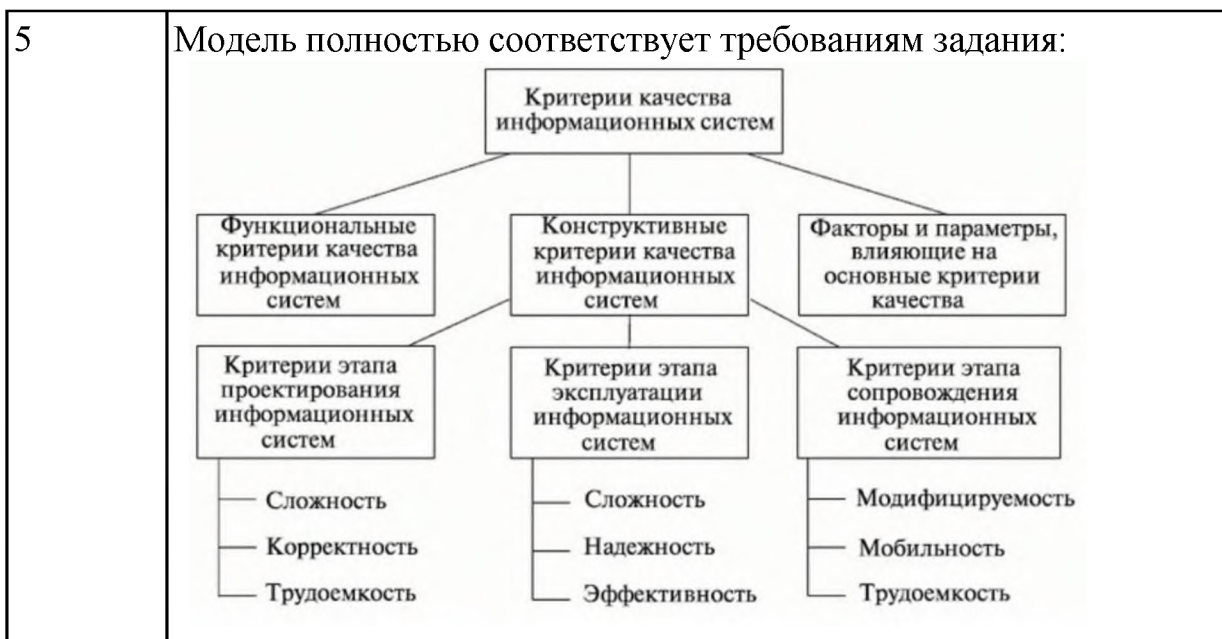 5
Модель полностью соответствует требованиям задания:
Критерии качества
информационных систем
Функциональные
критерии качества
информационных
систем
Конструктивные
критерии качества
информационных
систем
Факторы и параметры,
влияющие на
основные критерии
качества
Критерии этапа
проектирования
информационных
систем
Критерии этапа
эксплуатации
информационных
систем
Критерии этапа
сопровождения
информационных
систем
Сложность
Корректность
Трудоемкость
Сложность
Надежность
Эффективность
Модифицируемость
Мобильность
Трудоемкость